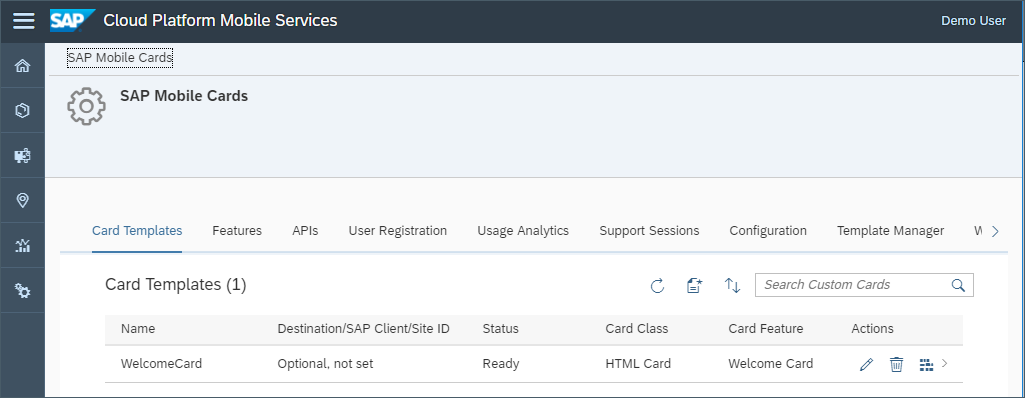 SAP Cloud Platform Mobile Services Demo User
SAP Mobile Cards
SAP Mobile Cards
Card Templates Features APIs User Registration Usage Analytics Support Sessions Configuration Template Manager
Card Templates (1) Search Custom Cards
Name Destination/SAP Client/Site ID Status Card Class Card Feature Actions
WelcomeCard Optional, not set Ready HTML Card Welcome Card